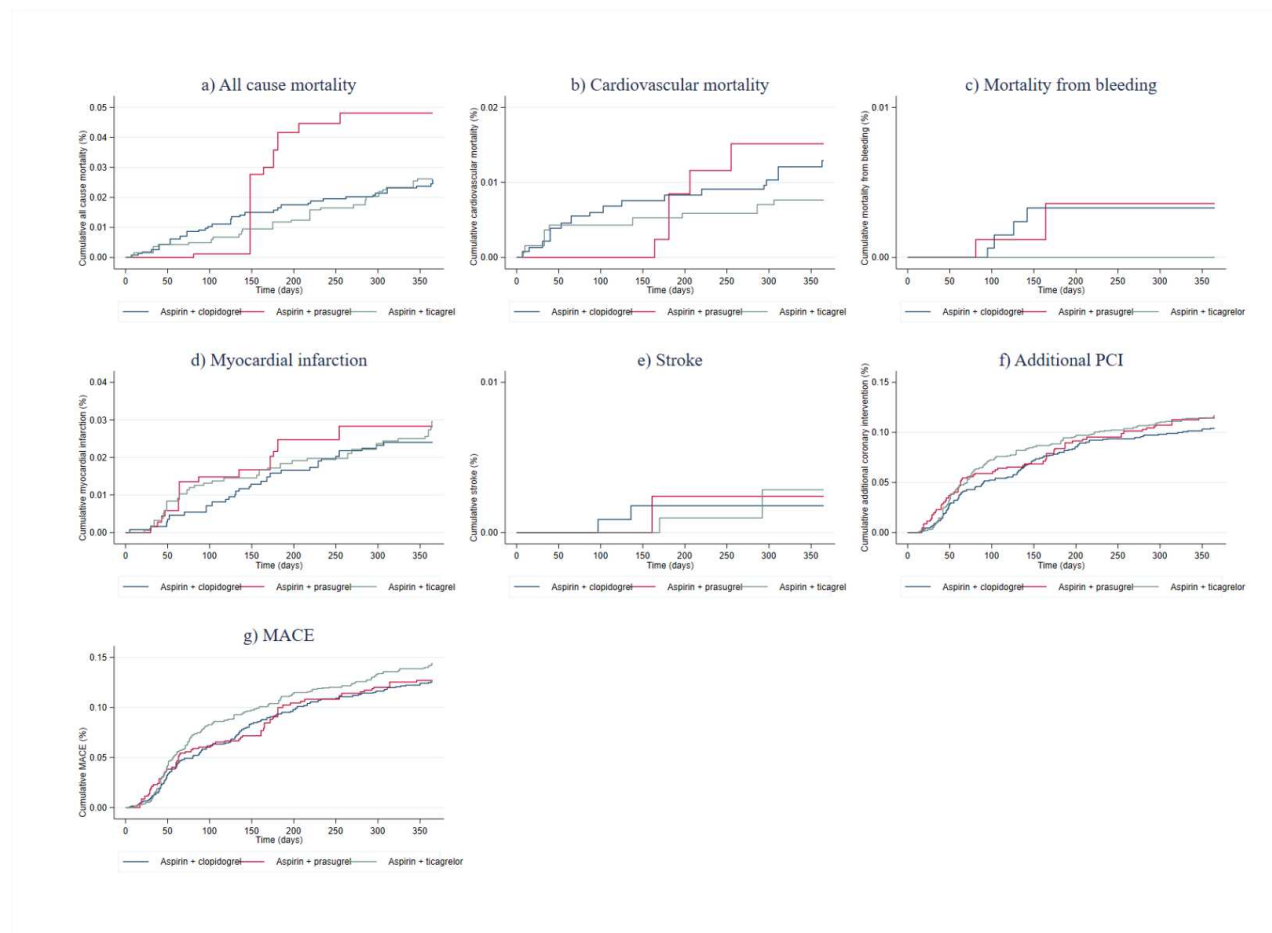 a) All cause mortality
Cumulative all cause mortality (%)
0.05
0.04
0.03
0.02
0.01
0.00
0 50 100 150 200 250 300 350
Time (days)
Aspirin + clopidogrel Aspirin + prasugrel Aspirin + ticagrel
b) Cardiovascular mortality
Cumulative cardiovascular mortality (%)
0.02
0.01
0.00
0 50 100 150 200 250 300 350
Time (days)
Aspirin + clopidogrel Aspirin + prasugrel Aspirin + ticagrel
c) Mortality from bleeding
Cumulative mortality from bleeding (%)
0.01
0.00
0 50 100 150 200 250 300 350
Time (days)
Aspirin + clopidogrel Aspirin + prasugrel Aspirin + ticagrelor
d) Myocardial infarction
Cumulative myocardial infarction (%)
0.04
0.03
0.02
0.01
0.00
0 50 100 150 200 250 300 350
Time (days)
Aspirin + clopidogrel Aspirin + prasugrel Aspirin + ticagrel
e) Stroke
Cumulative stroke (%)
0.01
0.00
0 50 100 150 200 250 300 350
Time (days)
Aspirin + clopidogrel Aspirin + prasugrel Aspirin + ticagrel
f) Additional PCI
Cumulative additional coronary intervention (%)
0.15
0.10
0.05
0.00
0 50 100 150 200 250 300 350
Time (days)
Aspirin + clopidogrel Aspirin + prasugrel Aspirin + ticagrelor
g) MACE
Cumulative MACE (%)
0.15
0.10
0.05
0.00
0 50 100 150 200 250 300 350
Time (days)
Aspirin + clopidogrel Aspirin + prasugrel Aspirin + ticagrelor